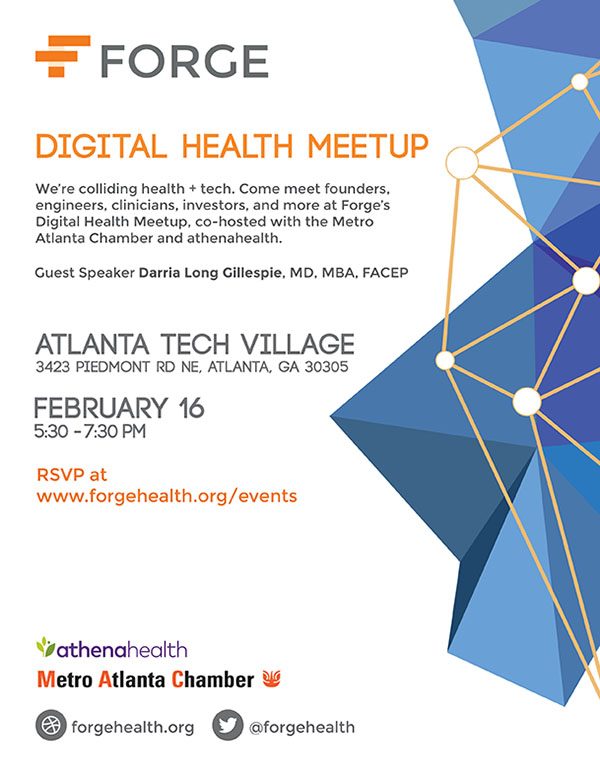 FORGE
DIGITAL HEALTH MEETUP
We're colliding health + tech. Come meet founders,
engineers, clinicians, investors, and more at Forge's
Digital Health Meetup, co-hosted with the Metro
Atlanta Chamber and athenahealth.
Guest Speaker Darria Long Gillespie, MD, MBA, FACEP
ATLANTA TECH VILLAGE
3423 PIEDMONT RD NE, ATLANTA, GA 30305
FEBRUARY 16
5:30 - 7:30 PM
RSVP at
www.forgehealth.org/events
athenahealth
Metro Atlanta Chamber
forgehealth.org @forgehealth